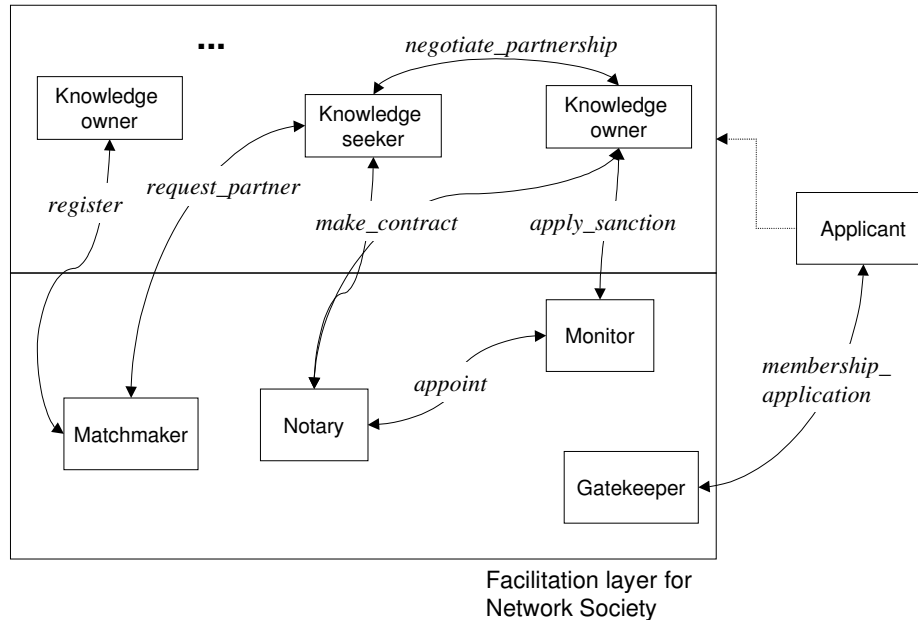 ...
negotiate_partnership
Knowledge
owner
Knowledge
seeker
Knowledge
owner
register
request_partner
make_contract
apply_sanction
Applicant
Monitor
membership_
application
appoint
Matchmaker
Notary
Gatekeeper
Facilitation layer for
Network Society